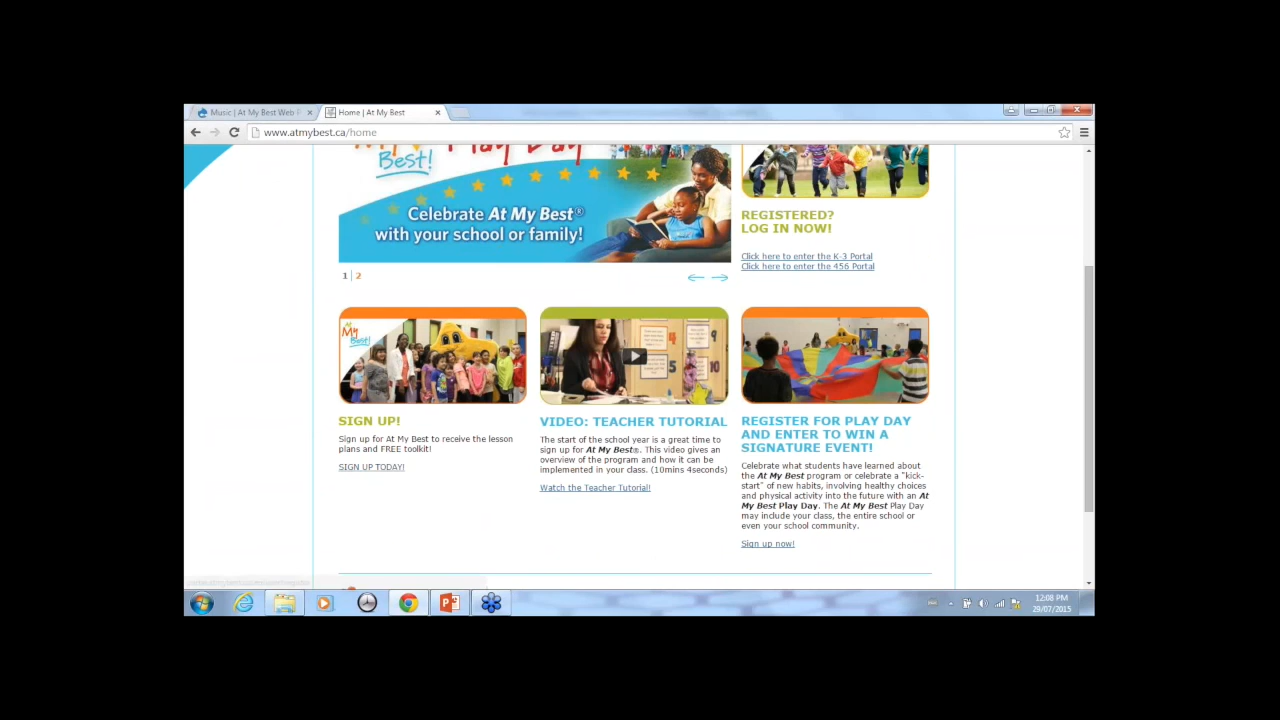 Music | At My Best Web P
Home | At My Best
www.atmybest.ca/home
My Play Day
Best!
Celebrate At My Best®
with your school or family!
1 | 2
REGISTERED?
LOG IN NOW!
Click here to enter the K-3 Portal
Click here to enter the 456 Portal
At
My
Best!
SIGN UP!
Sign up for At My Best to receive the lesson
plans and FREE toolkit!
SIGN UP TODAY!
VIDEO: TEACHER TUTORIAL
The start of the school year is a great time to
sign up for At My Best®. This video gives an
overview of the program and how it can be
implemented in your class. (10mins 4seconds)
Watch the Teacher Tutorial!
REGISTER FOR PLAY DAY
AND ENTER TO WIN A
SIGNATURE EVENT!
Celebrate what students have learned about
the At My Best program or celebrate a "kick-
start" of new habits, involving healthy choices
and physical activity into the future with an At
My Best Play Day. The At My Best Play Day
may include your class, the entire school or
even your school community.
Sign up now!
12:08 PM
29/07/2015